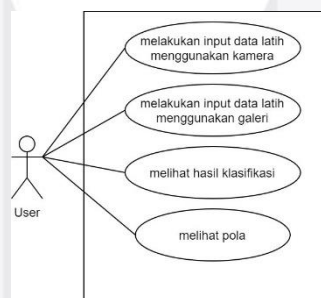 melakukan input data latih
menggunakan kamera
melakukan input data latih
menggunakan galeri
melihat hasil klasifikasi
User
melihat pola